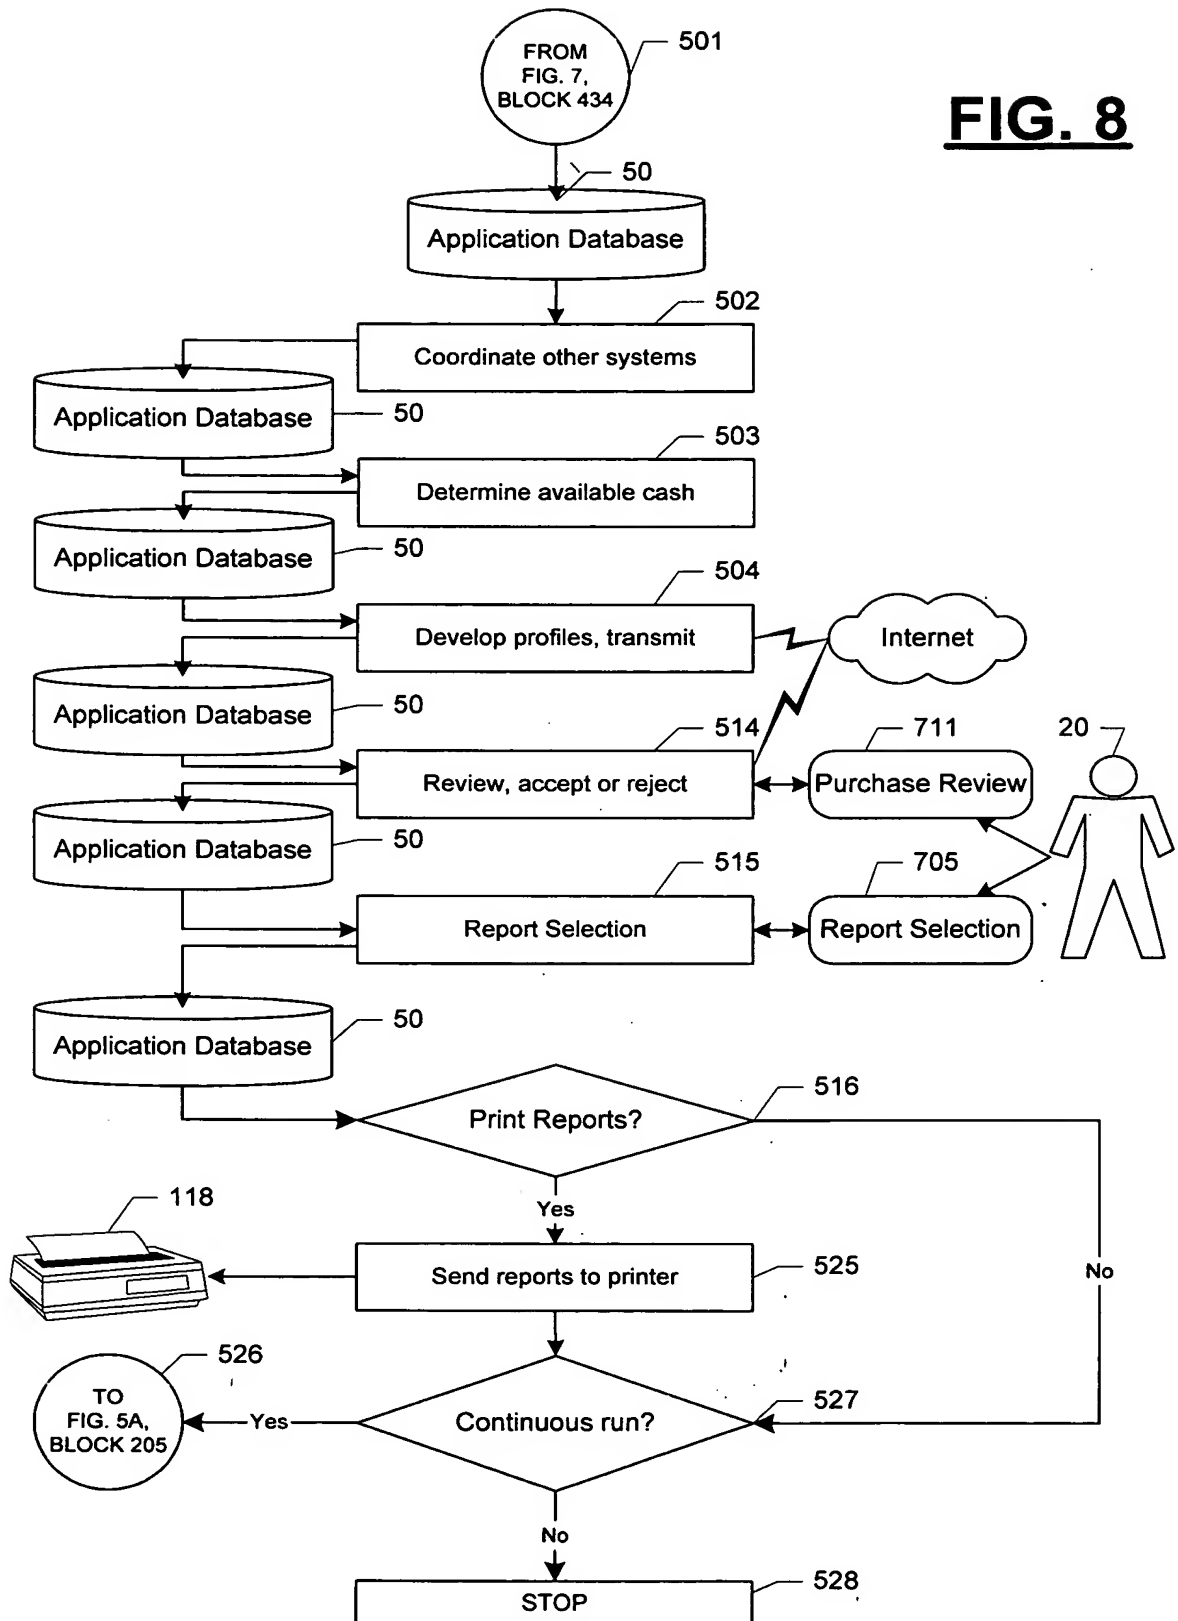 FROM
FIG. 7,
BLOCK 434
501
FIG. 8
50
Application Database
502
Coordinate other systems
Application Database
50
503
Determine available cash
Application Database
50
504
Develop profiles, transmit
Internet
Application Database
50
514
Review, accept or reject
711
Purchase Review
20
Application Database
50
515
Report Selection
705
Report Selection
Application Database
50
Print Reports?
516
Yes
No
118
Send reports to printer
525
526
TO
FIG. 5A,
BLOCK 205
Yes
Continuous run?
527
No
STOP
528